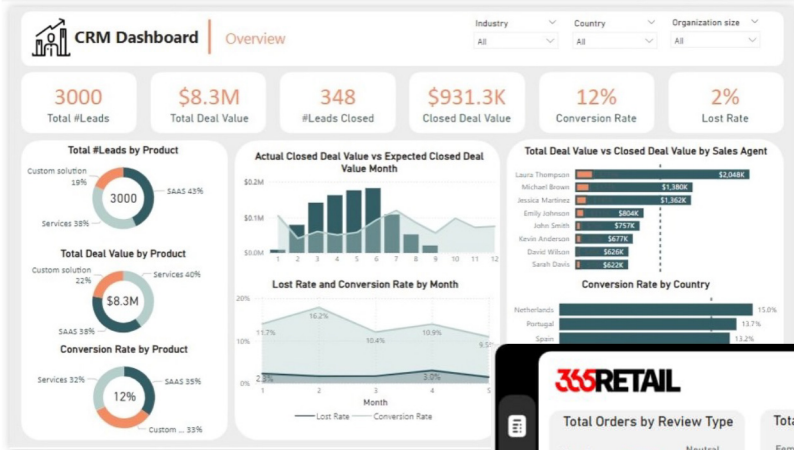 CRM Dashboard
Overview
Industry
All
Country
All
Organization size
All
3000
Total #Leads
$8.3M
Total Deal Value
348
#Leads Closed
$931.3K
Closed Deal Value
12%
Conversion Rate
2%
Lost Rate
Total #Leads by Product
Custom solution
19%
3000
SAAS 43%
Services 38%
Total Deal Value by Product
Custom solution
22%
Services 40%
$8.3M
SAAS 38%
Conversion Rate by Product
Services 32%
SAAS 35%
12%
Custom ... 33%
Actual Closed Deal Value vs Expected Closed Deal
Value Month
$0.2M
$0.1M
$0.0M
1 2 3 4 5 6 7 8 9 10 11 12
Lost Rate and Conversion Rate by Month
20%
10%
0%
11.7% 16.2% 10.4% 10.9%
3.0%
1 2 3 4 5
Month
Lost Rate Conversion Rate
Total Deal Value vs Closed Deal Value by Sales Agent
Laura Thompson $2,048K
Michael Brown $1,380K
Jessica Martinez $1,362K
Emily Johnson $804K
John Smith $757K
Kevin Anderson $677K
David Wilson $626K
Sarah Davis $622K
Conversion Rate by Country
Netherlands 15.0%
Portugal 13.7%
Spain 13.2%
365RETAIL
Total Orders by Review Type